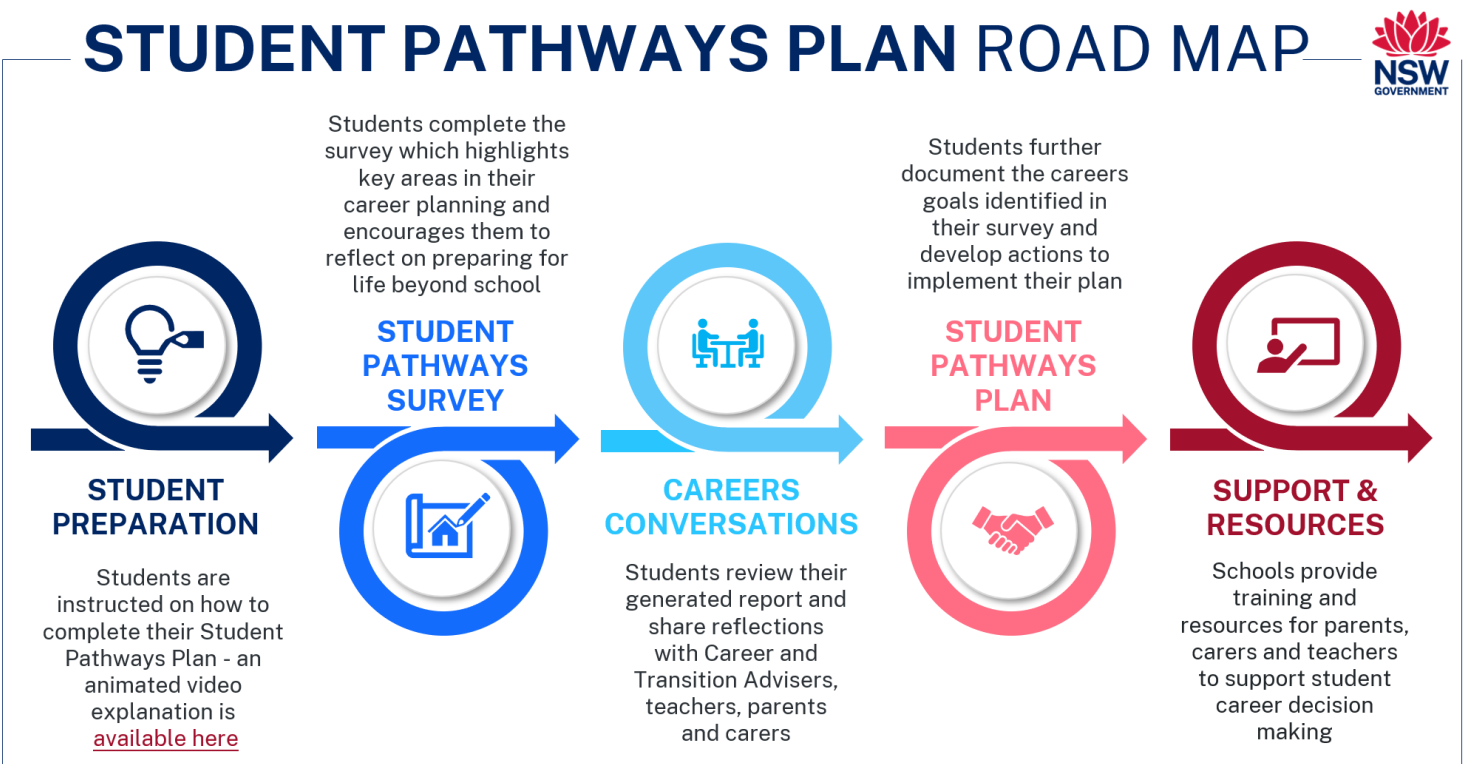 STUDENT PATHWAYS PLAN ROAD MAP
NSW
GOVERNMENT
STUDENT
PREPARATION
Students are
instructed on how to
complete their Student
Pathways Plan - an
animated video
explanation is
available here
Students complete the
survey which highlights
key areas in their
career planning and
encourages them to
reflect on preparing for
life beyond school
STUDENT
PATHWAYS
SURVEY
CAREERS
CONVERSATIONS
Students review their
generated report and
share reflections
with Career and
Transition Advisers,
teachers, parents
and carers
Students further
document the careers
goals identified in
their survey and
develop actions to
implement their plan
STUDENT
PATHWAYS
PLAN
SUPPORT &
RESOURCES
Schools provide
training and
resources for parents,
carers and teachers
to support student
career decision
making